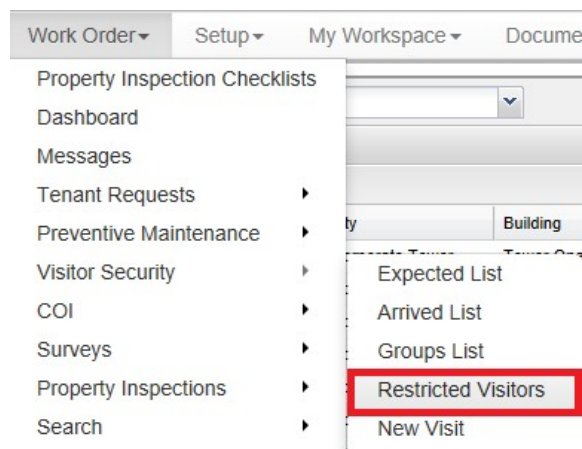 Work Order Setup My Workspace Docume
Property Inspection Checklists
Dashboard
Messages
Tenant Requests
Preventive Maintenance
ty Building
Visitor Security
Expected List
COI
Arrived List
Surveys
Groups List
Property Inspections
Restricted Visitors
Search
New Visit